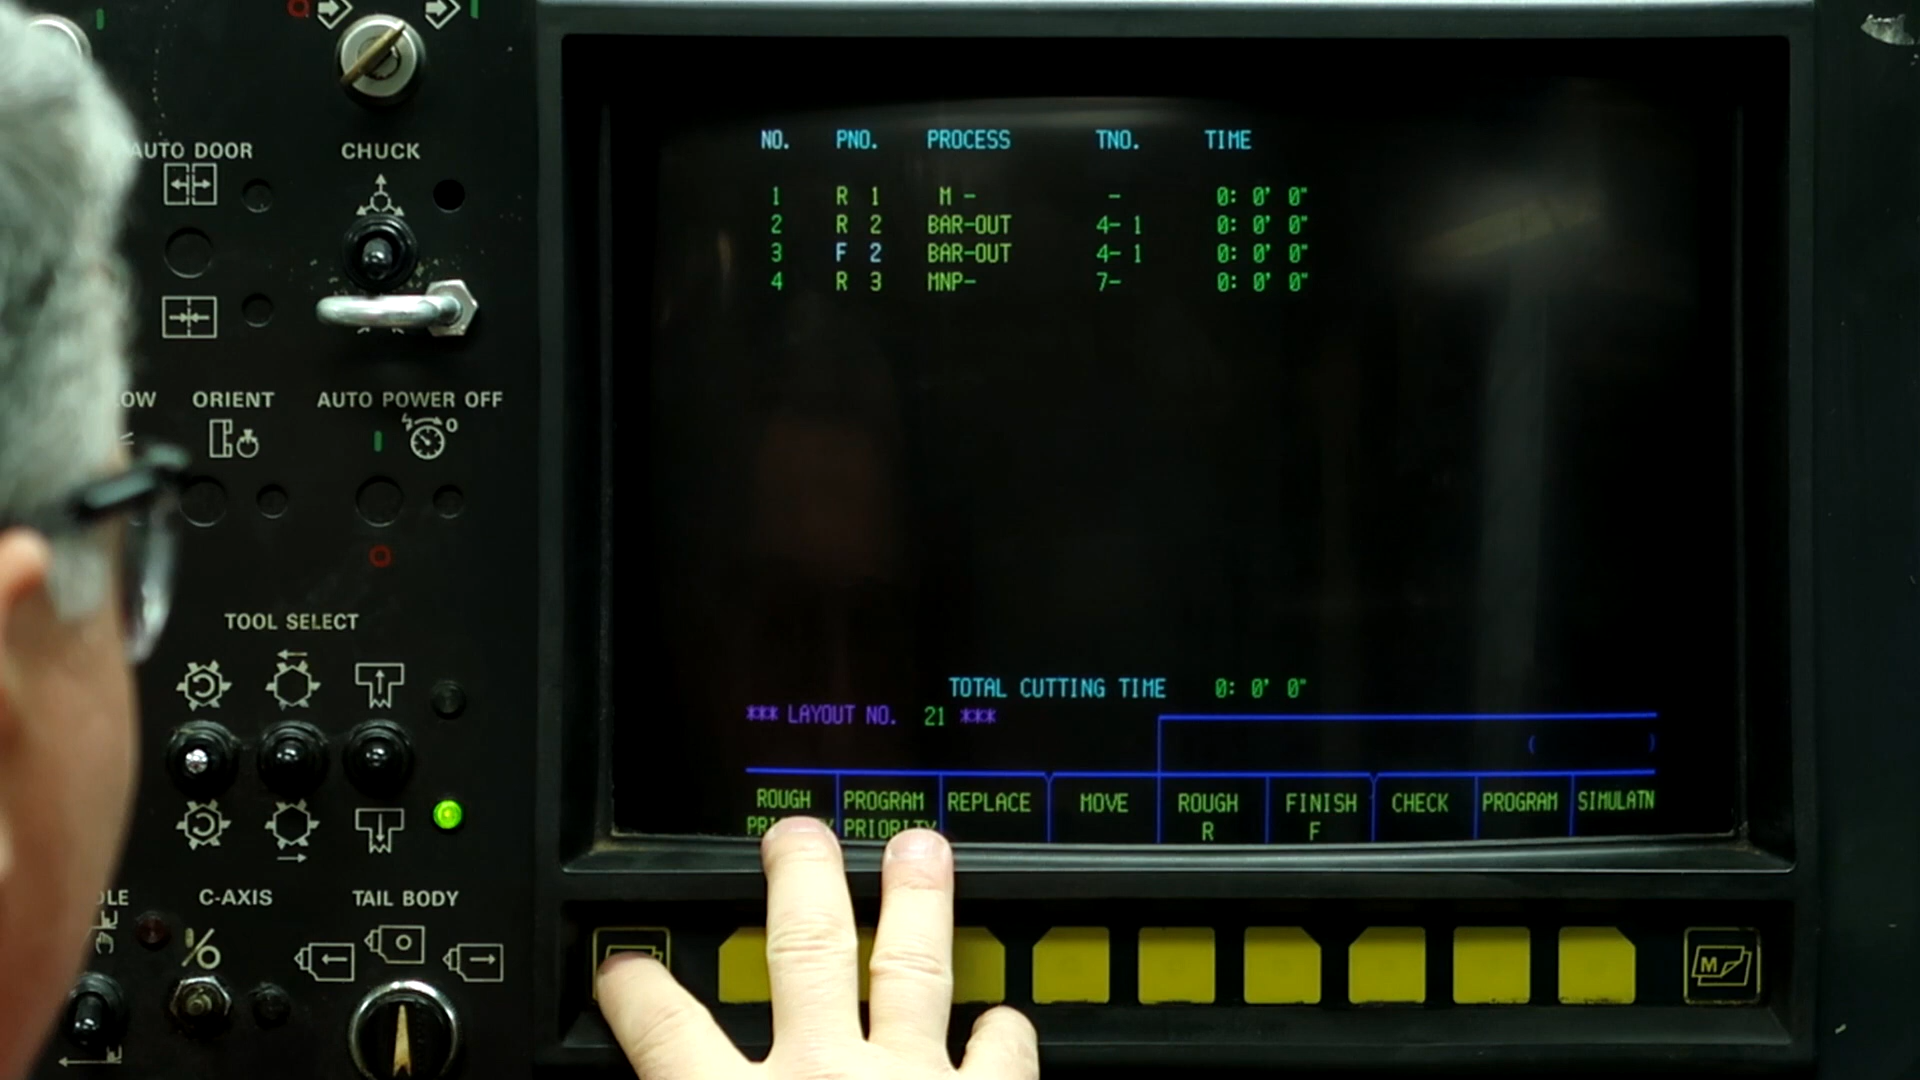 AUTO DOOR
CHUCK
OW
ORIENT
AUTO POWER OFF
O
TOOL SELECT
DLE
C-AXIS
TAIL BODY
NO. PNO. PROCESS TNO. TIME
1 R 1 M - - 0: 0' 0"
2 R 2 BAR-OUT 4- 1 0: 0' 0"
3 F 2 BAR-OUT 4- 1 0: 0' 0"
4 R 3 MNP- 7- 0: 0' 0"
TOTAL CUTTING TIME 0: 0' 0"
*** LAYOUT NO. 21 ***
( )
ROUGH PROGRAM REPLACE MOVE ROUGH FINISH CHECK PROGRAM SIMULATN
PRIORITY R F
M